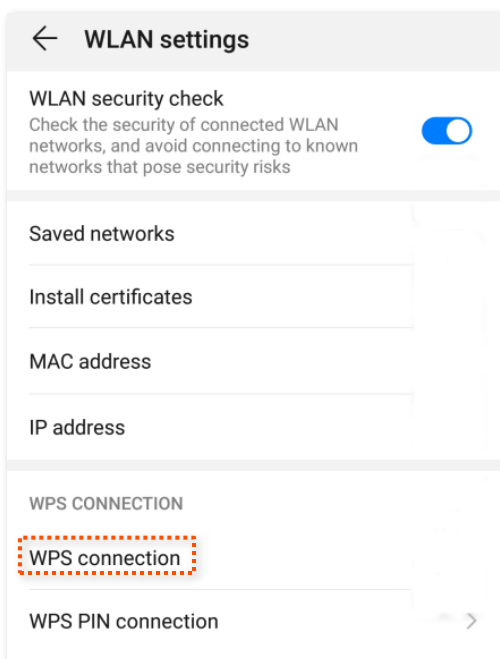 WLAN settings
WLAN security check
Check the security of connected WLAN
networks, and avoid connecting to known
networks that pose security risks
Saved networks
Install certificates
MAC address
IP address
WPS CONNECTION
WPS connection
WPS PIN connection